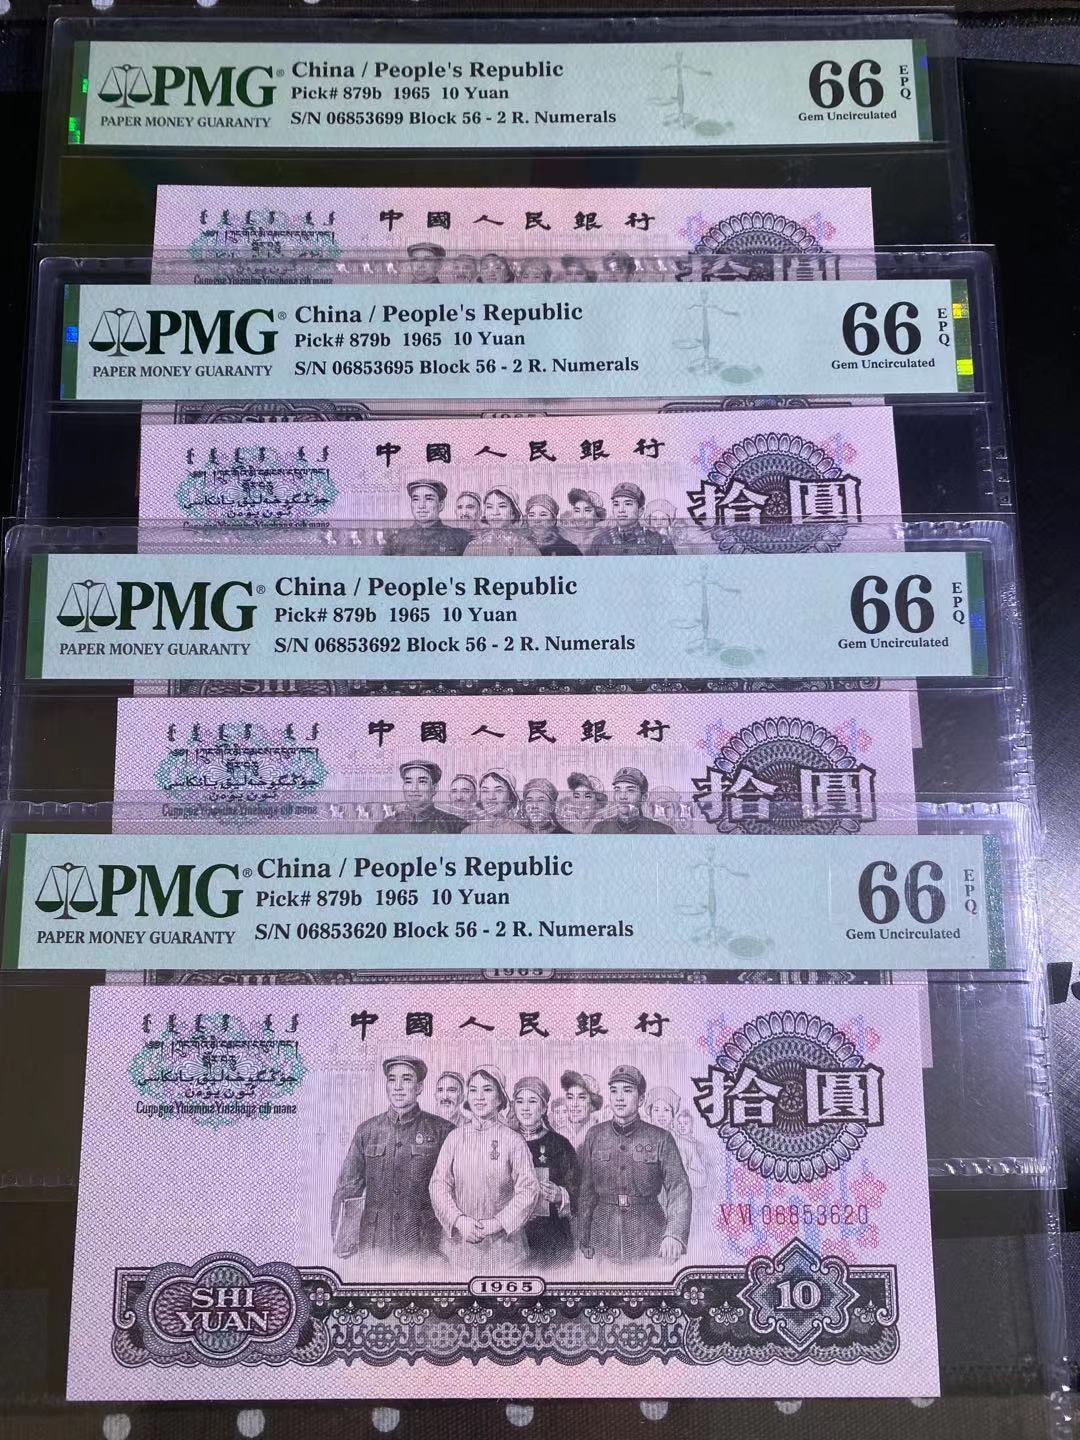 PMG®
PAPER MONEY GUARANTY
China / People's Republic
Pick# 879b 1965 10 Yuan
S/N 06853699 Block 56 - 2 R. Numerals
66
EPQ
Gem Uncirculated
中國人民銀行
拾圓
PMG®
PAPER MONEY GUARANTY
China / People's Republic
Pick# 879b 1965 10 Yuan
S/N 06853695 Block 56 - 2 R. Numerals
66
EPQ
Gem Uncirculated
1965
中國人民銀行
拾圓
PMG®
PAPER MONEY GUARANTY
China / People's Republic
Pick# 879b 1965 10 Yuan
S/N 06853692 Block 56 - 2 R. Numerals
66
EPQ
Gem Uncirculated
SHI
中國人民銀行
拾圓
PMG®
PAPER MONEY GUARANTY
China / People's Republic
Pick# 879b 1965 10 Yuan
S/N 06853620 Block 56 - 2 R. Numerals
66
EPQ
Gem Uncirculated
SHI
1965
中國人民銀行
拾圓
V VI 06853620
1965
SHI
YUAN
10